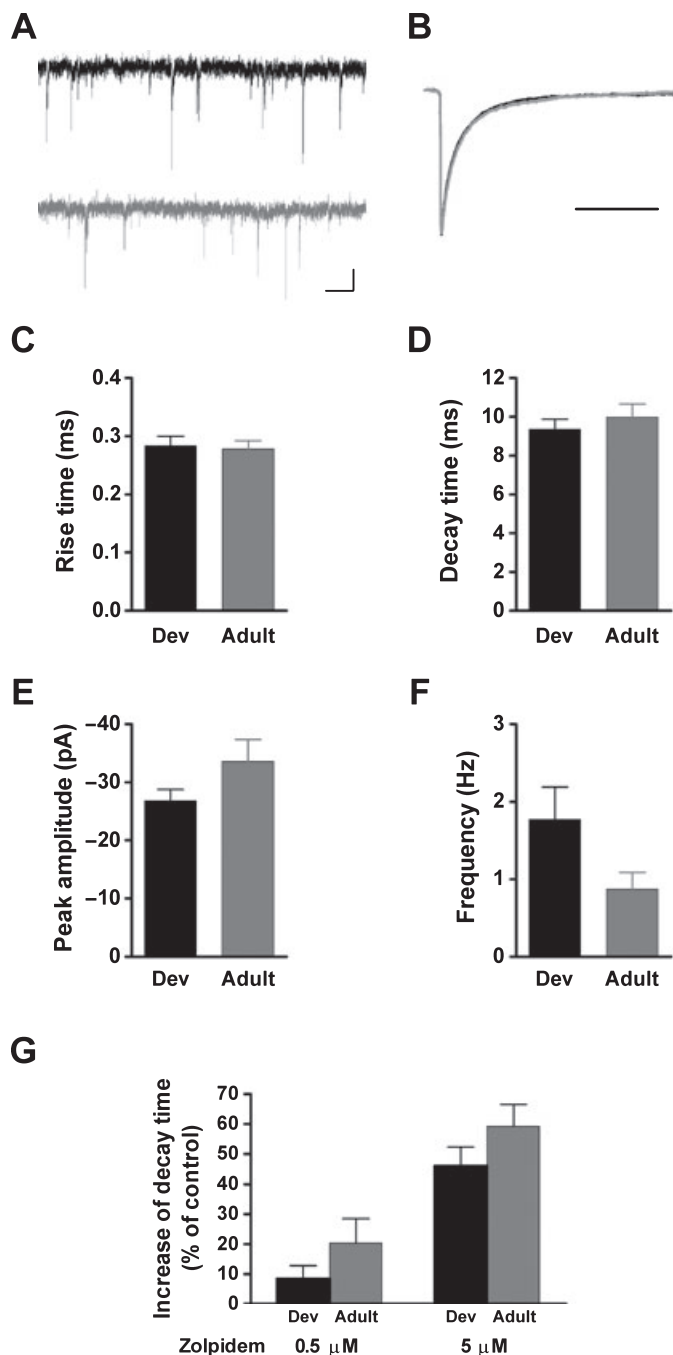 A
B
C
Rise time (ms)
0.4
0.3
0.2
0.1
0.0
Dev Adult
D
Decay time (ms)
12
10
8
6
4
2
0
Dev Adult
E
Peak amplitude (pA)
–40
–30
–20
–10
0
Dev Adult
F
Frequency (Hz)
3
2
1
0
Dev Adult
G
Increase of decay time
(% of control)
70
60
50
40
30
20
10
0
Dev Adult Dev Adult
Zolpidem 0.5 μM 5 μM